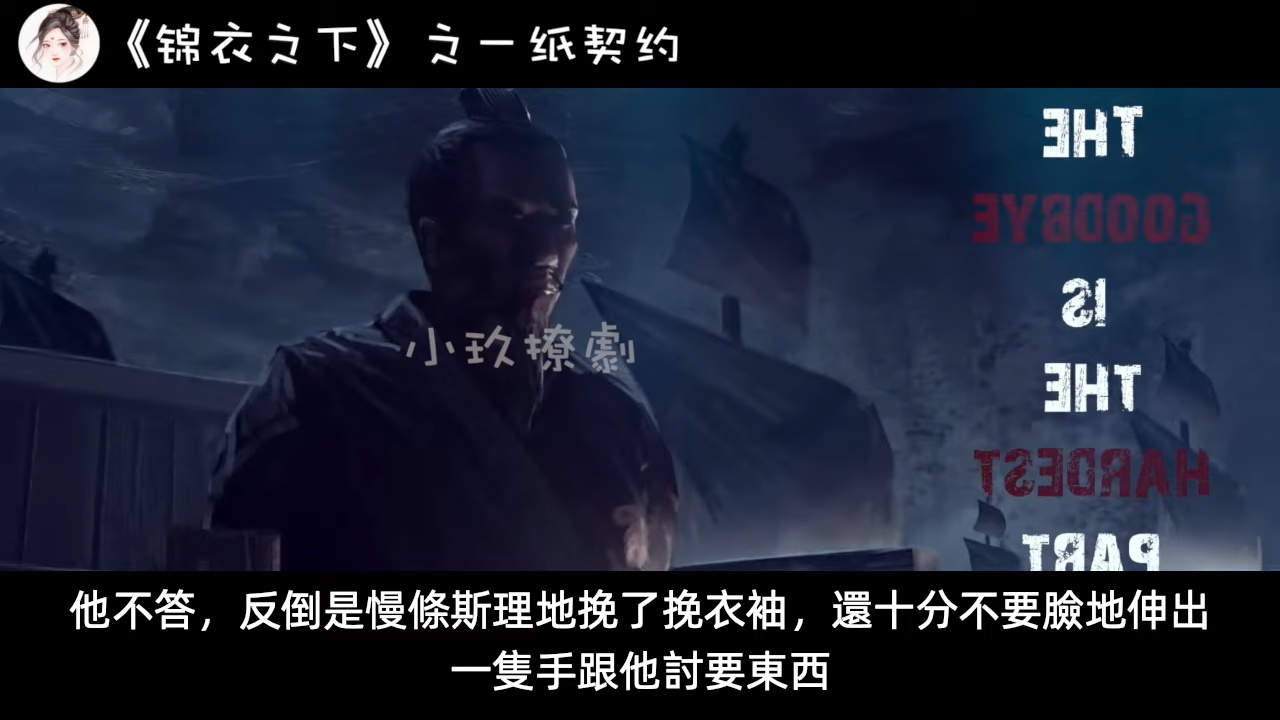 《锦衣之下》之一纸契约
THE
GOODBYE
IS
THE
HARDEST
PART
小玖撩劇
他不答，反倒是慢條斯理地挽了挽衣袖，還十分不要臉地伸出
一隻手跟他討要東西